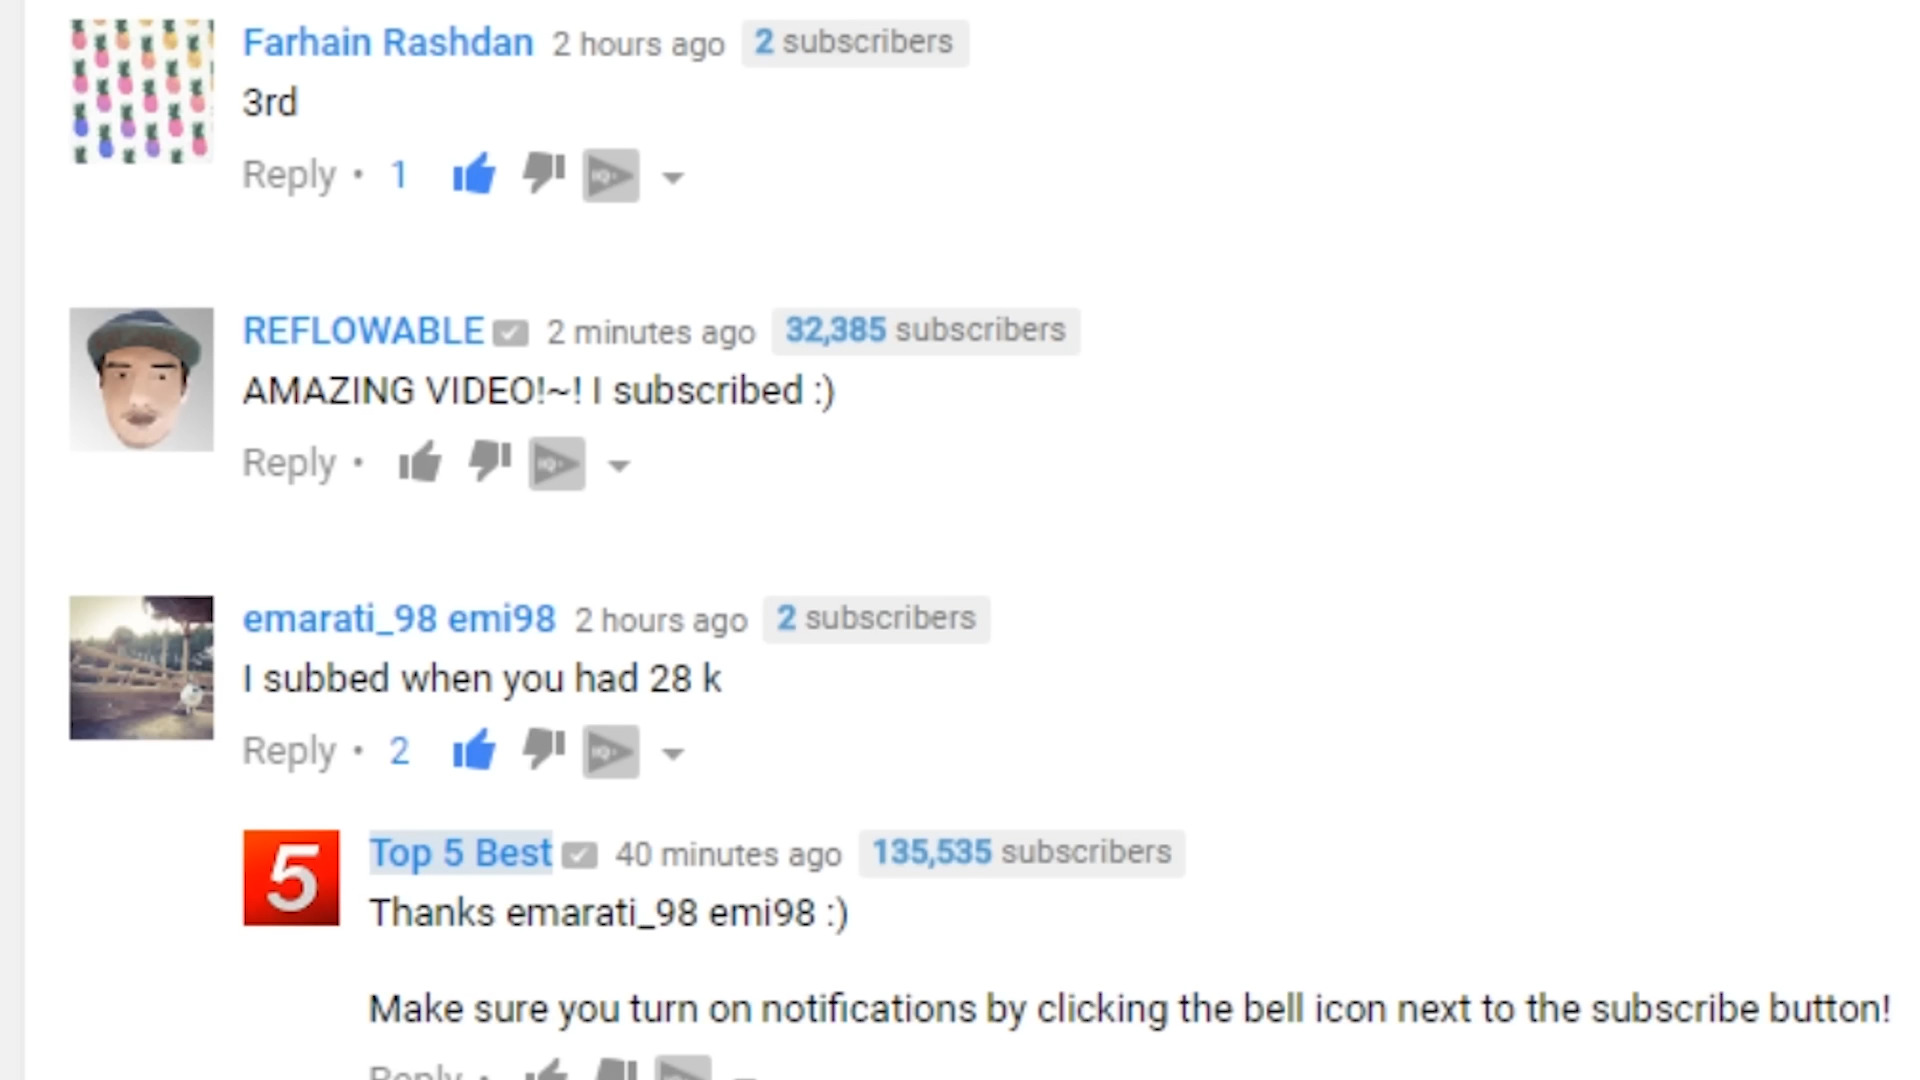 Farhain Rashdan 2 hours ago 2 subscribers
3rd
Reply • 1
REFLOWABLE 2 minutes ago 32,385 subscribers
AMAZING VIDEO!~! I subscribed :)
Reply •
emarati_98 emi98 2 hours ago 2 subscribers
I subbed when you had 28 k
Reply • 2
5
Top 5 Best 40 minutes ago 135,535 subscribers
Thanks emarati_98 emi98 :)
Make sure you turn on notifications by clicking the bell icon next to the subscribe button!
Reply •